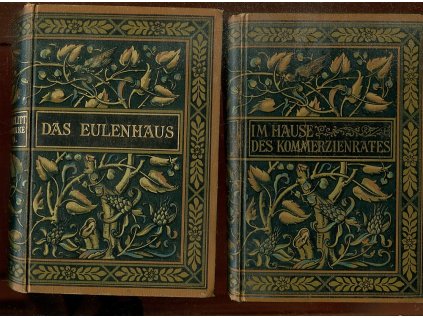 DAS EULENHAUS
IM HAUSE
DES KOMMERZIENRATES